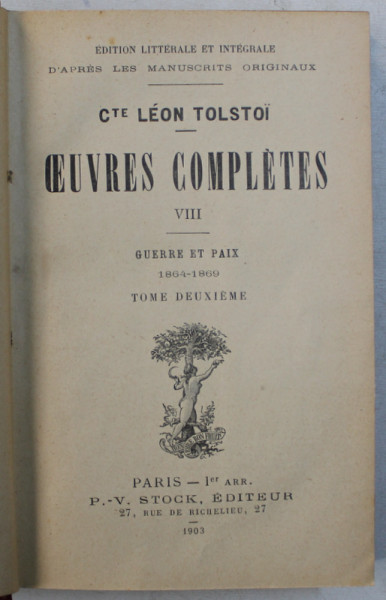 ÉDITION LITTÉRALE ET INTÉGRALE
D'APRÈS LES MANUSCRITS ORIGINAUX
CTE LÉON TOLSTOÏ
ŒUVRES COMPLÈTES
VIII
GUERRE ET PAIX
1864-1869
TOME DEUXIÈME
PARIS — 1er ARR.
P.-V. STOCK, ÉDITEUR
27, RUE DE RICHELIEU, 27
1903